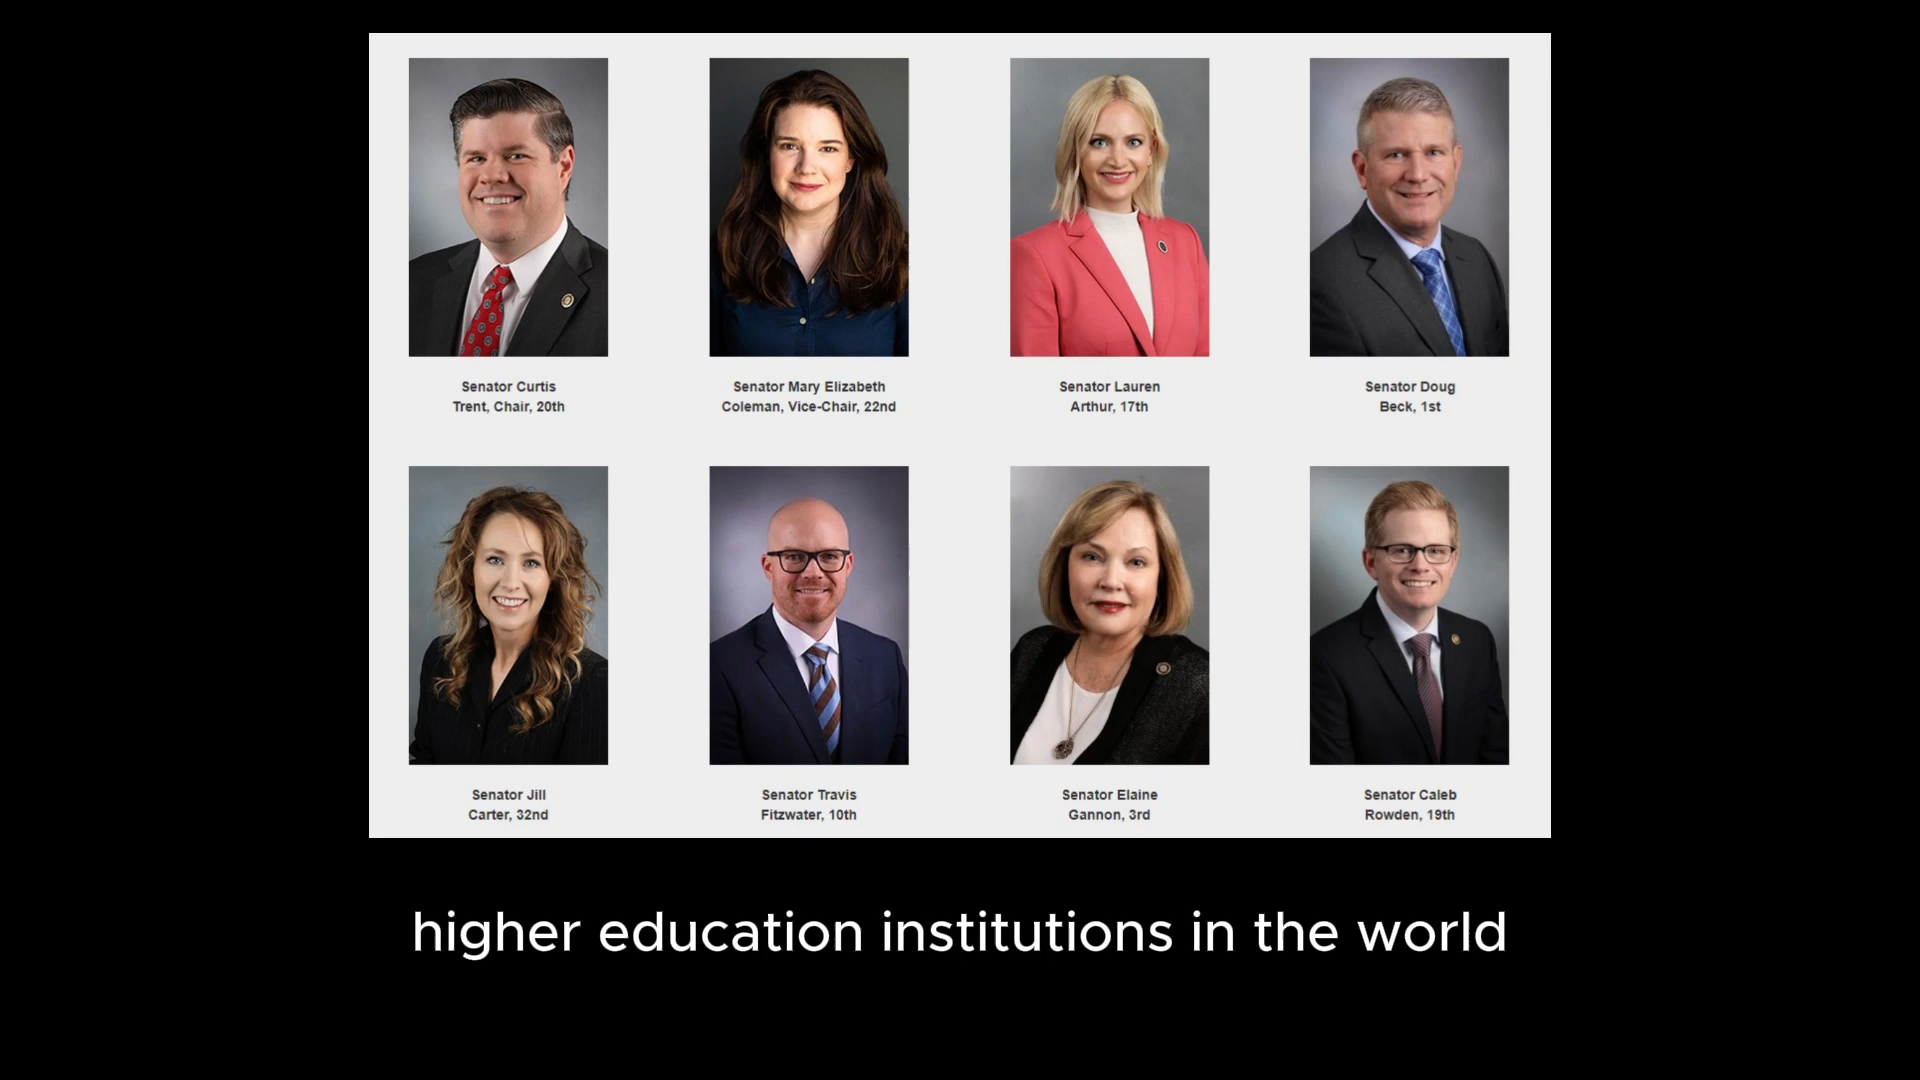 Senator Curtis
Trent, Chair, 20th
Senator Mary Elizabeth
Coleman, Vice-Chair, 22nd
Senator Lauren
Arthur, 17th
Senator Doug
Beck, 1st
Senator Jill
Carter, 32nd
Senator Travis
Fitzwater, 10th
Senator Elaine
Gannon, 3rd
Senator Caleb
Rowden, 19th
higher education institutions in the world